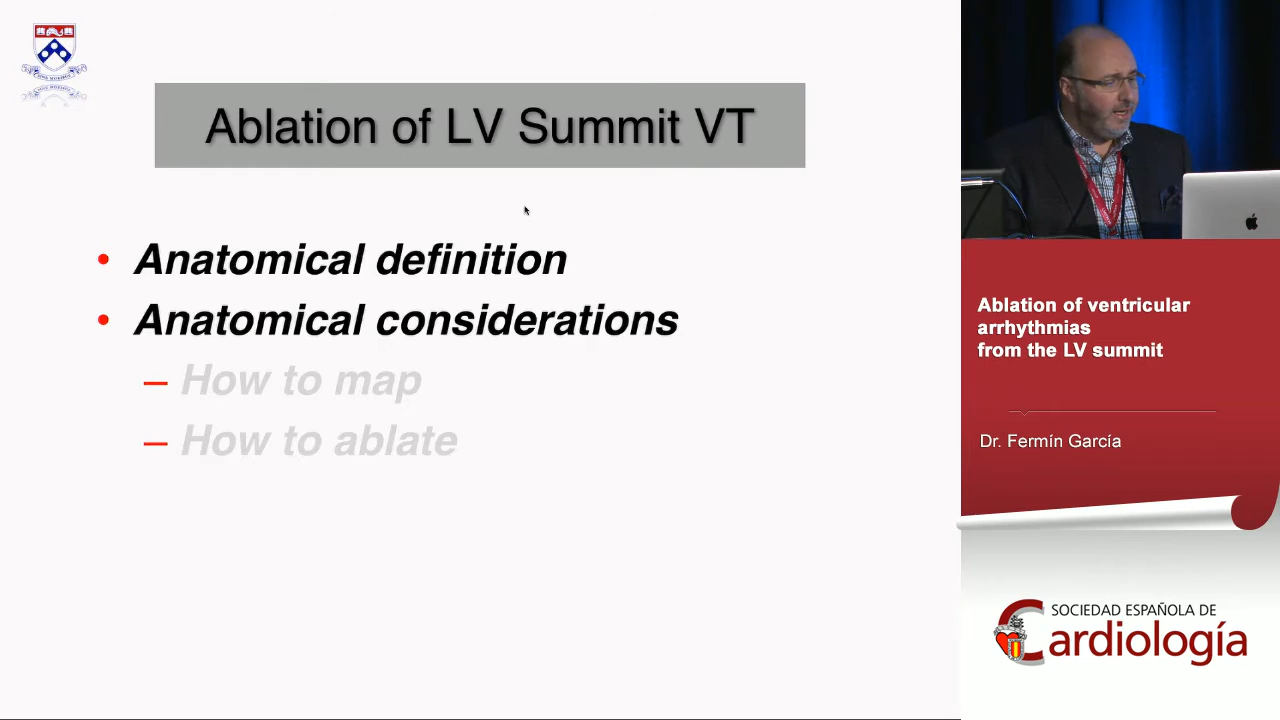 Ablation of LV Summit VT
• Anatomical definition
• Anatomical considerations
– How to map
– How to ablate
Ablation of ventricular
arrhythmias
from the LV summit
Dr. Fermín García
SOCIEDAD ESPAÑOLA DE
Cardiología